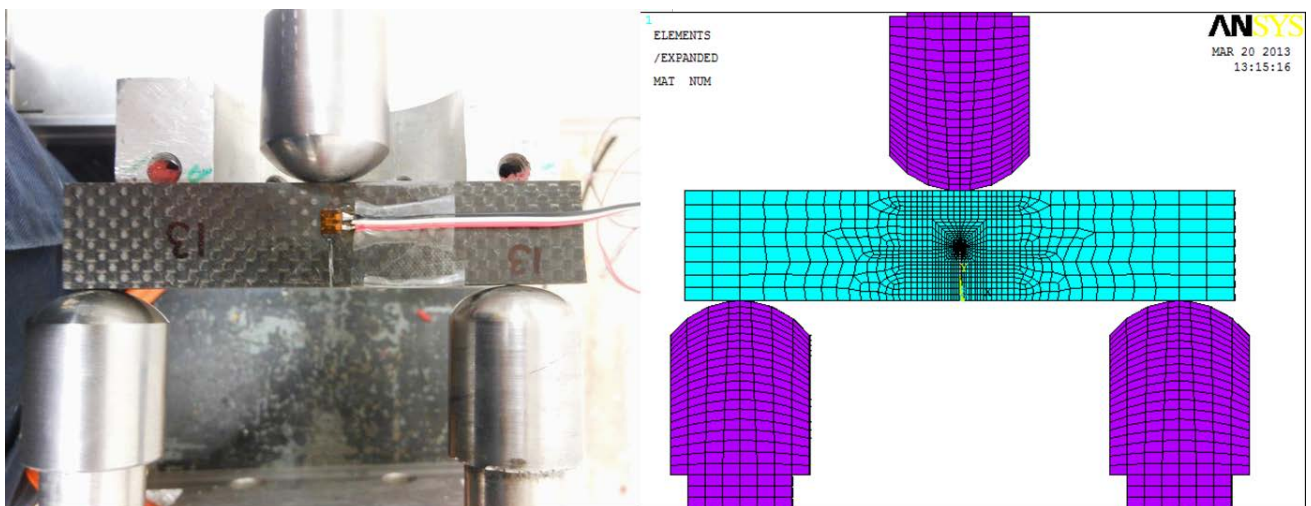 13
13
1
ELEMENTS
/EXPANDED
MAT NUM
ANSYS
MAR 20 2013
13:15:16